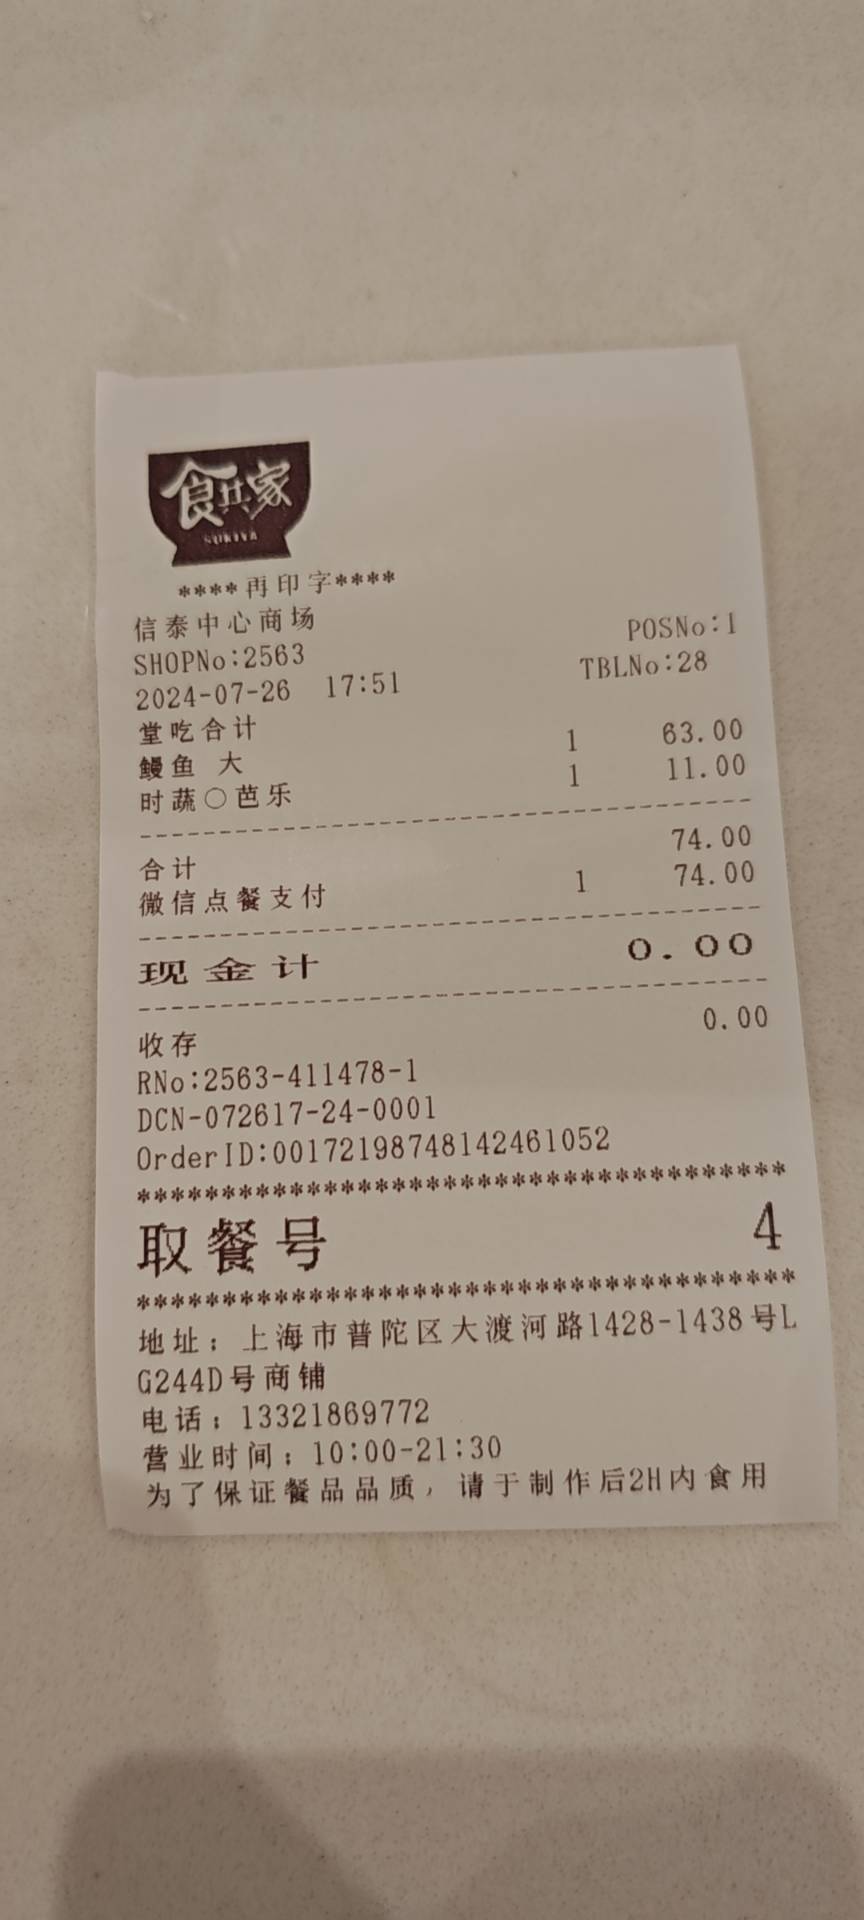 食其家
SUKIYA
****再印字****
信泰中心商场
SHOPNo:2563 POSNo:1
2024-07-26 17:51 TBLNo:28
堂吃合计
鳗鱼 大 1 63.00
时蔬○芭乐 1 11.00
合计 74.00
微信点餐支付 1 74.00
现金计 0.00
收存 0.00
RNo:2563-411478-1
DCN-072617-24-0001
OrderID:00172198748142461052
****************************************
取餐号 4
****************************************
地址：上海市普陀区大渡河路1428-1438号L
G244D号商铺
电话：13321869772
营业时间：10:00-21:30
为了保证餐品品质，请于制作后2H内食用